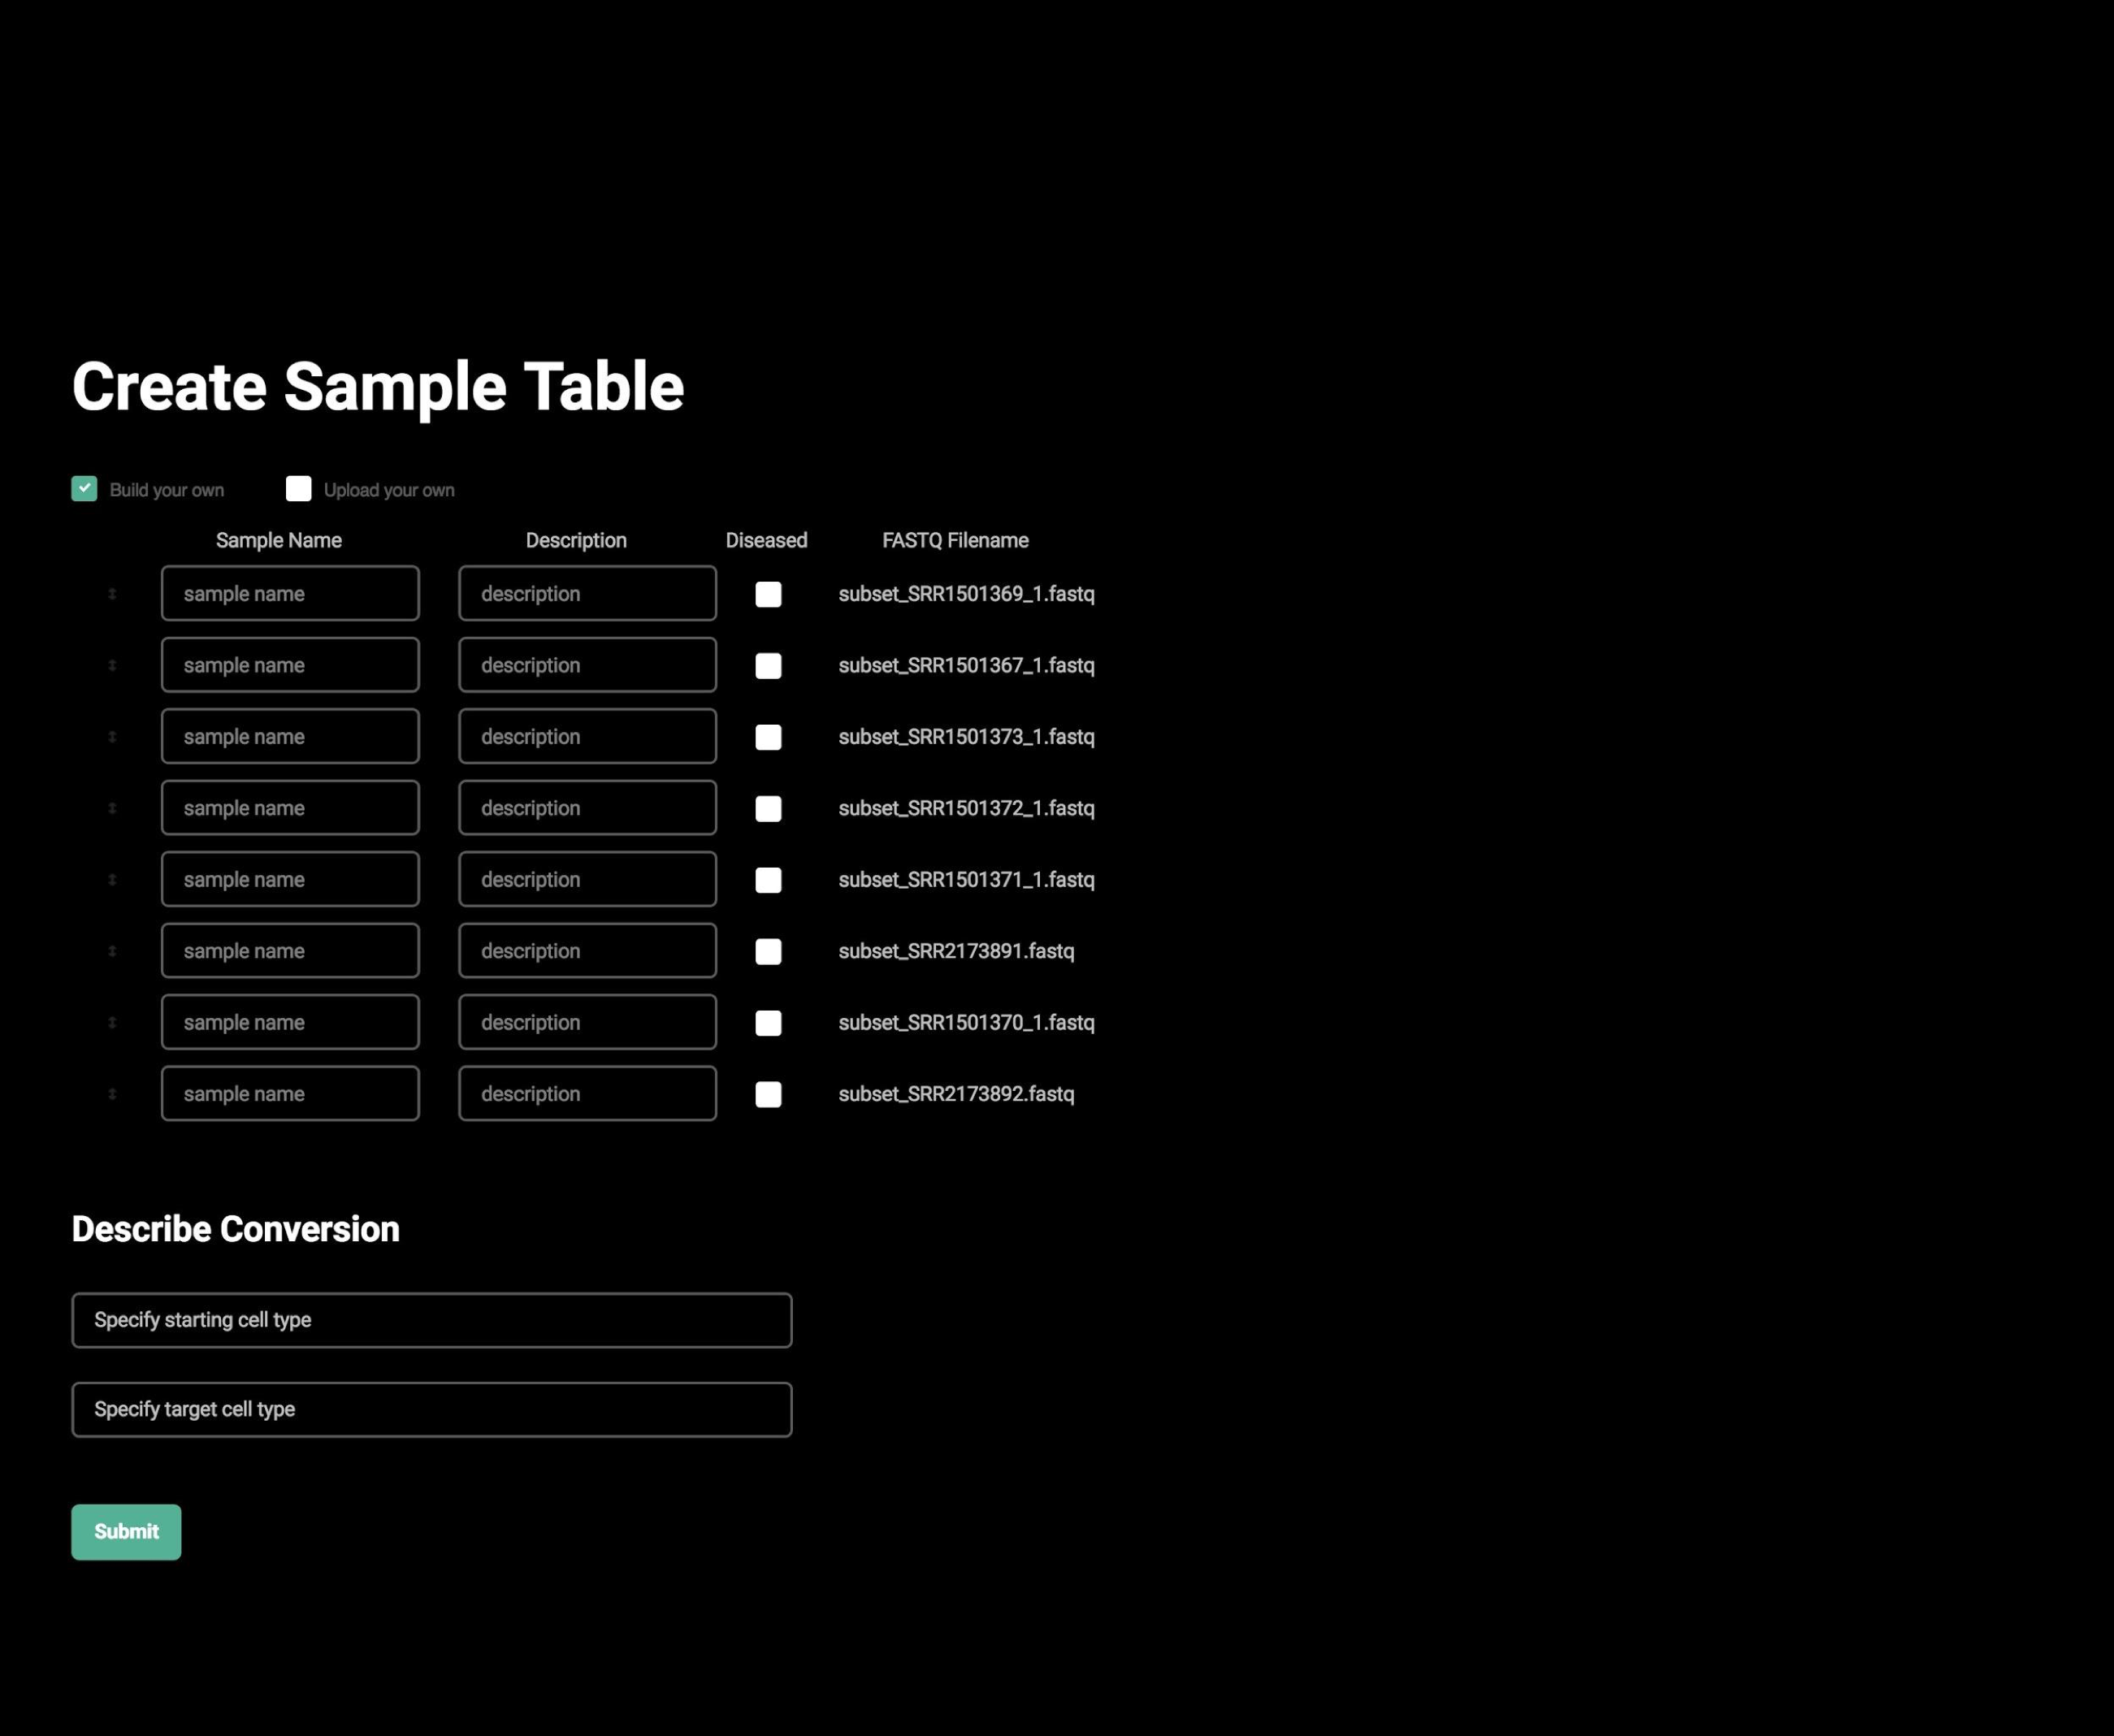 Create Sample Table
Build your own Upload your own
Sample Name Description Diseased FASTQ Filename
sample name description subset_SRR1501369_1.fastq
sample name description subset_SRR1501367_1.fastq
sample name description subset_SRR1501373_1.fastq
sample name description subset_SRR1501372_1.fastq
sample name description subset_SRR1501371_1.fastq
sample name description subset_SRR2173891.fastq
sample name description subset_SRR1501370_1.fastq
sample name description subset_SRR2173892.fastq
Describe Conversion
Specify starting cell type
Specify target cell type
Submit